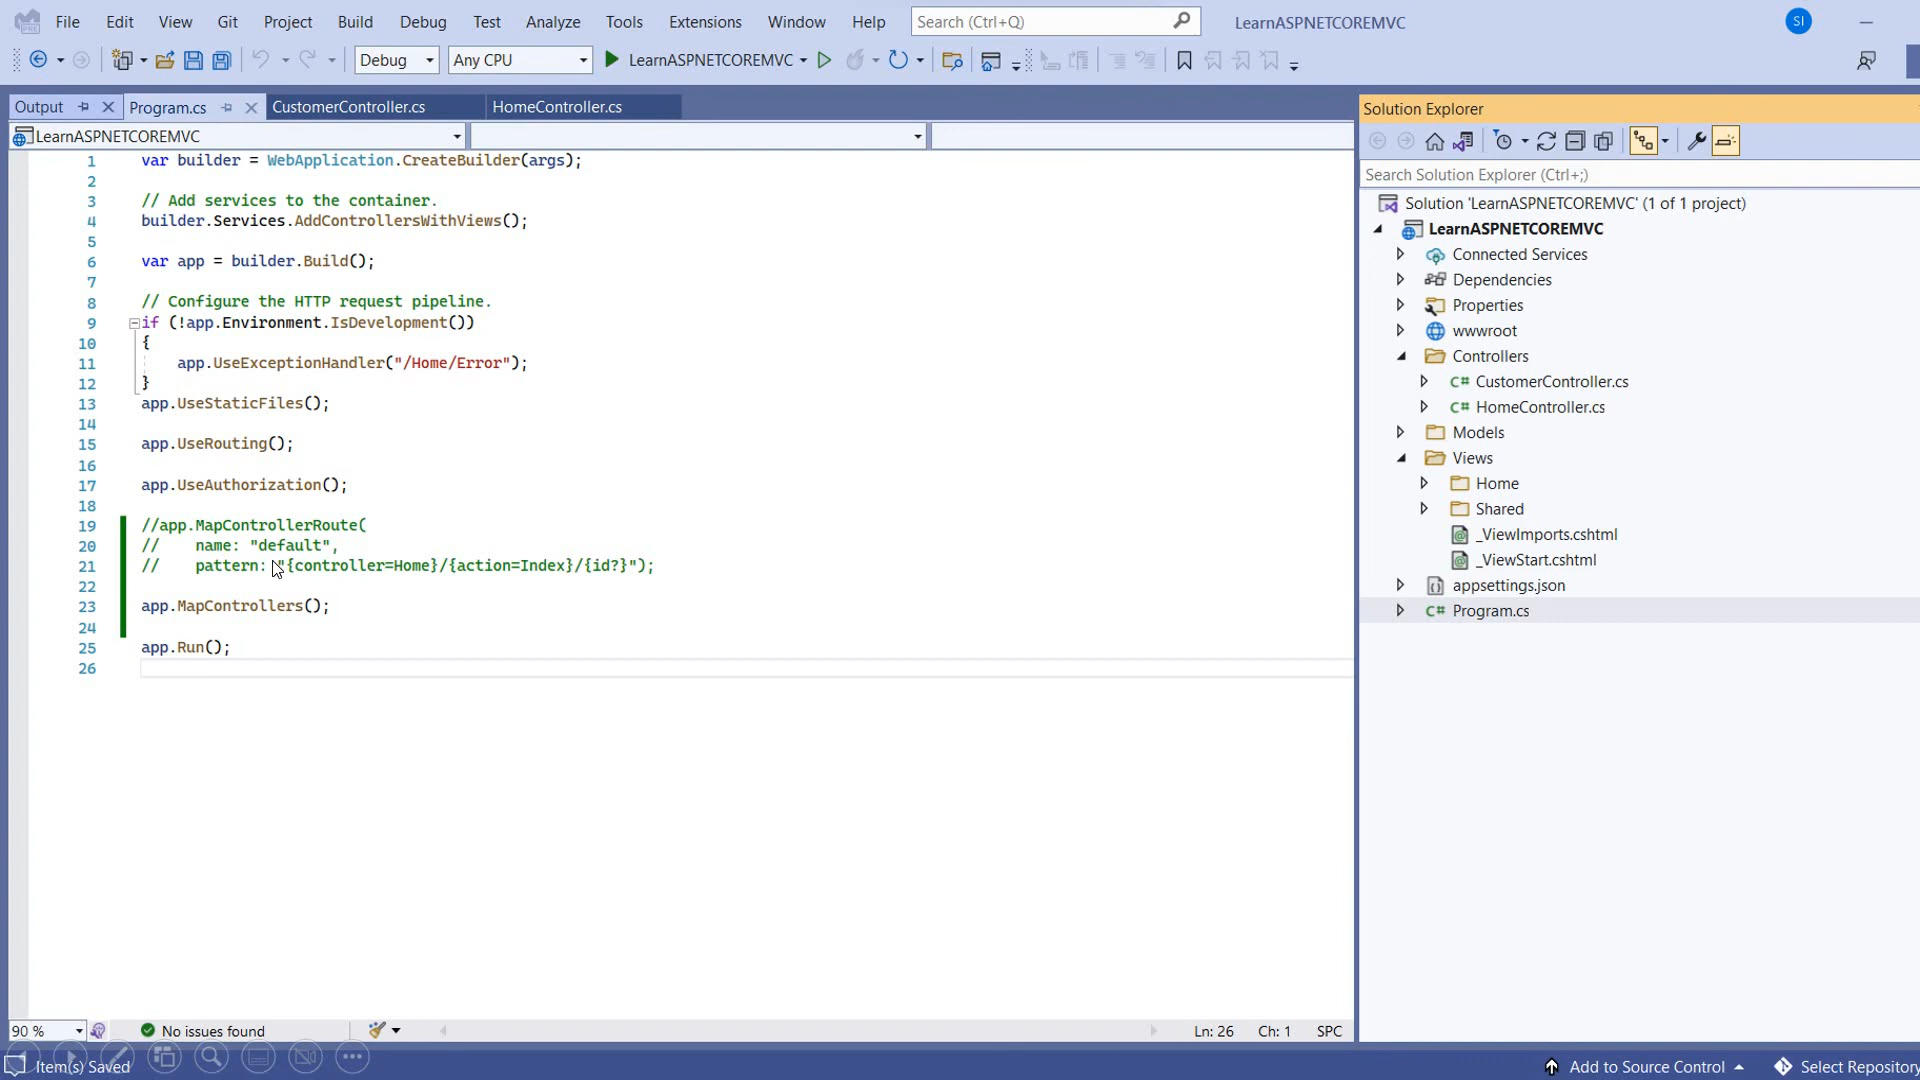 File Edit View Git Project Build Debug Test Analyze Tools Extensions Window Help Search (Ctrl+Q) LearnASPNETCOREMVC SI
Debug Any CPU LearnASPNETCOREMVC
Output Program.cs CustomerController.cs HomeController.cs
LearnASPNETCOREMVC
1 var builder = WebApplication.CreateBuilder(args);
2
3 // Add services to the container.
4 builder.Services.AddControllersWithViews();
5
6 var app = builder.Build();
7
8 // Configure the HTTP request pipeline.
9 if (!app.Environment.IsDevelopment())
10 {
11 app.UseExceptionHandler("/Home/Error");
12 }
13 app.UseStaticFiles();
14
15 app.UseRouting();
16
17 app.UseAuthorization();
18
19 //app.MapControllerRoute(
20 // name: "default",
21 // pattern: "{controller=Home}/{action=Index}/{id?}");
22
23 app.MapControllers();
24
25 app.Run();
26
90 % No issues found Ln: 26 Ch: 1 SPC
Solution Explorer
Search Solution Explorer (Ctrl+;)
Solution 'LearnASPNETCOREMVC' (1 of 1 project)
LearnASPNETCOREMVC
Connected Services
Dependencies
Properties
wwwroot
Controllers
C# CustomerController.cs
C# HomeController.cs
Models
Views
Home
Shared
_ViewImports.cshtml
_ViewStart.cshtml
appsettings.json
C# Program.cs
Item(s) Saved Add to Source Control Select Repository